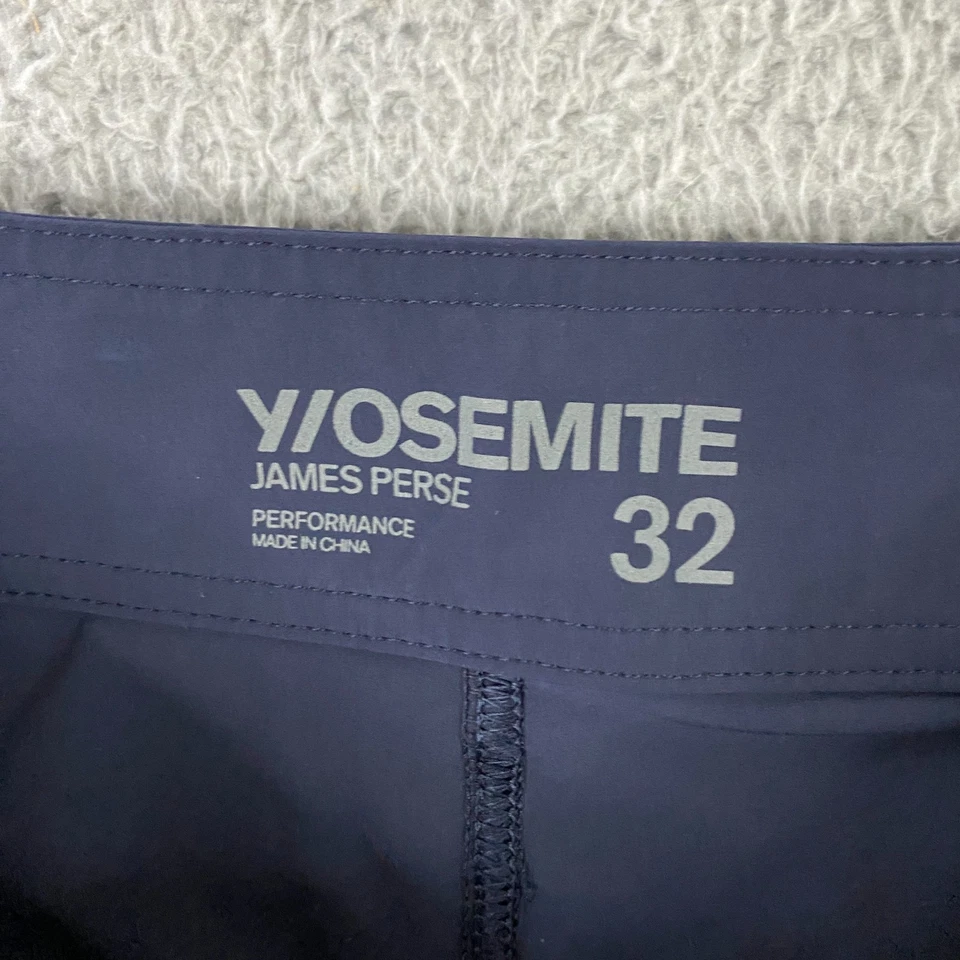 Y//OSEMITE
JAMES PERSE
PERFORMANCE
MADE IN CHINA
32